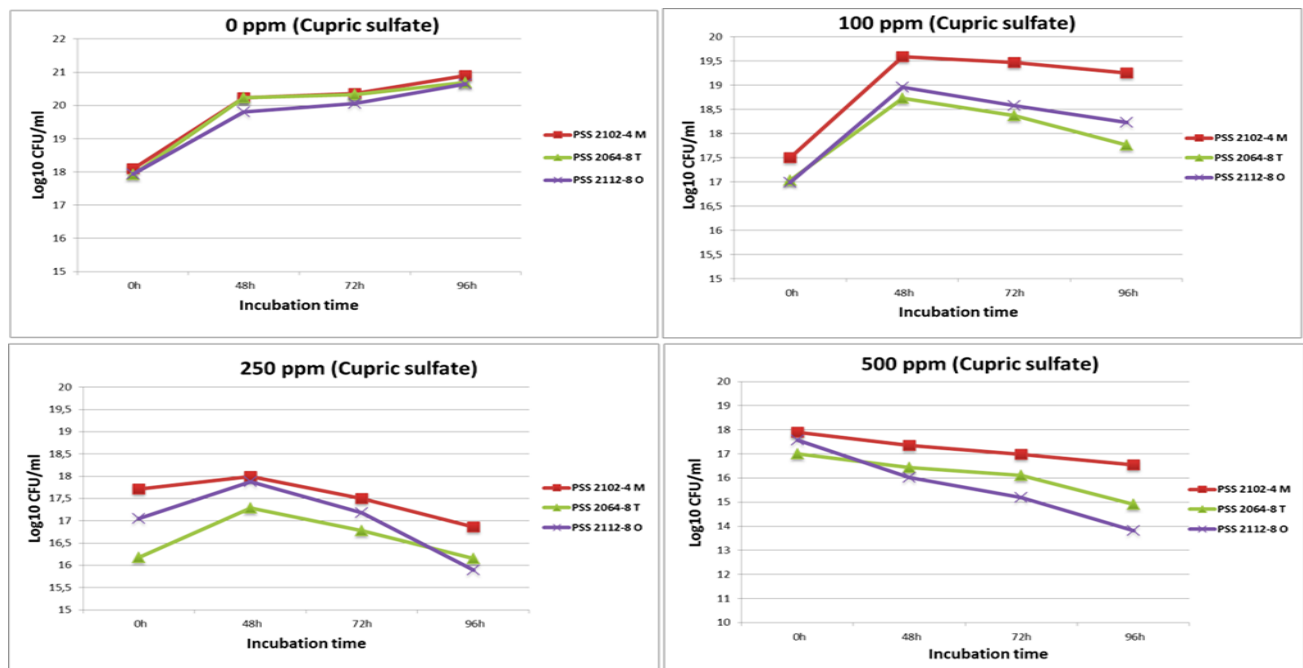 0 ppm (Cupric sulfate)
22
21
20
19
18
17
16
15
Log10 CFU/ml
0h 48h 72h 96h
Incubation time
PSS 2102-4 M
PSS 2064-8 T
PSS 2112-8 O
100 ppm (Cupric sulfate)
20
19,5
19
18,5
18
17,5
17
16,5
16
15,5
15
Log10 CFU/ml
0h 48h 72h 96h
Incubation time
PSS 2102-4 M
PSS 2064-8 T
PSS 2112-8 O
250 ppm (Cupric sulfate)
20
19,5
19
18,5
18
17,5
17
16,5
16
15,5
15
Log10 CFU/ml
0h 48h 72h 96h
Incubation time
PSS 2102-4 M
PSS 2064-8 T
PSS 2112-8 O
500 ppm (Cupric sulfate)
20
19
18
17
16
15
14
13
12
11
10
Log10 CFU/ml
0h 48h 72h 96h
Incubation time
PSS 2102-4 M
PSS 2064-8 T
PSS 2112-8 O